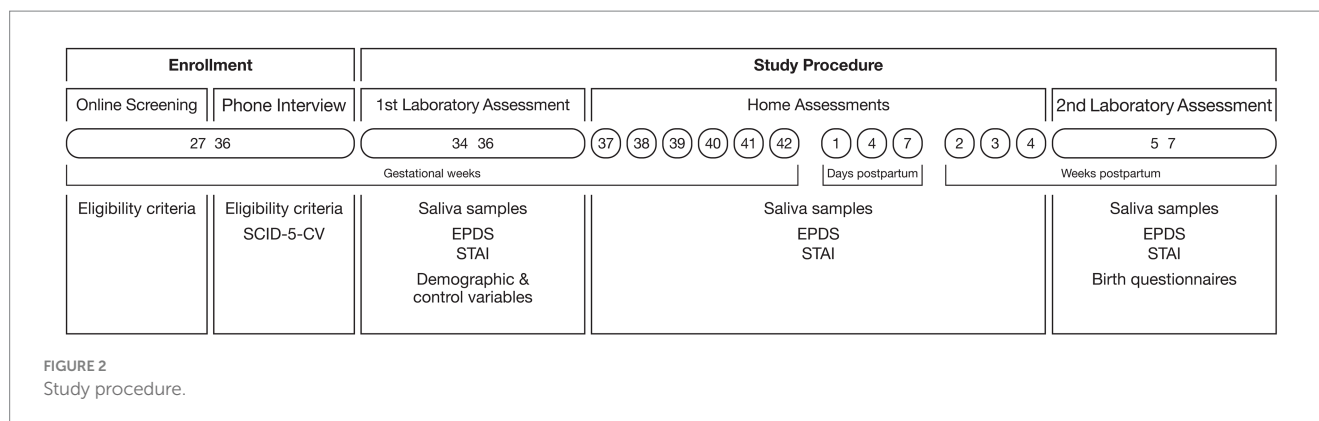 Enrollment
Study Procedure
Online Screening
Phone Interview
1st Laboratory Assessment
Home Assessments
2nd Laboratory Assessment
27 36
34 36
37 38 39 40 41 42
1 4 7
2 3 4
5 7
Gestational weeks
Days postpartum
Weeks postpartum
Eligibility criteria
Eligibility criteria
SCID-5-CV
Saliva samples
EPDS
STAI
Demographic &
control variables
Saliva samples
EPDS
STAI
Saliva samples
EPDS
STAI
Birth questionnaires
FIGURE 2
Study procedure.